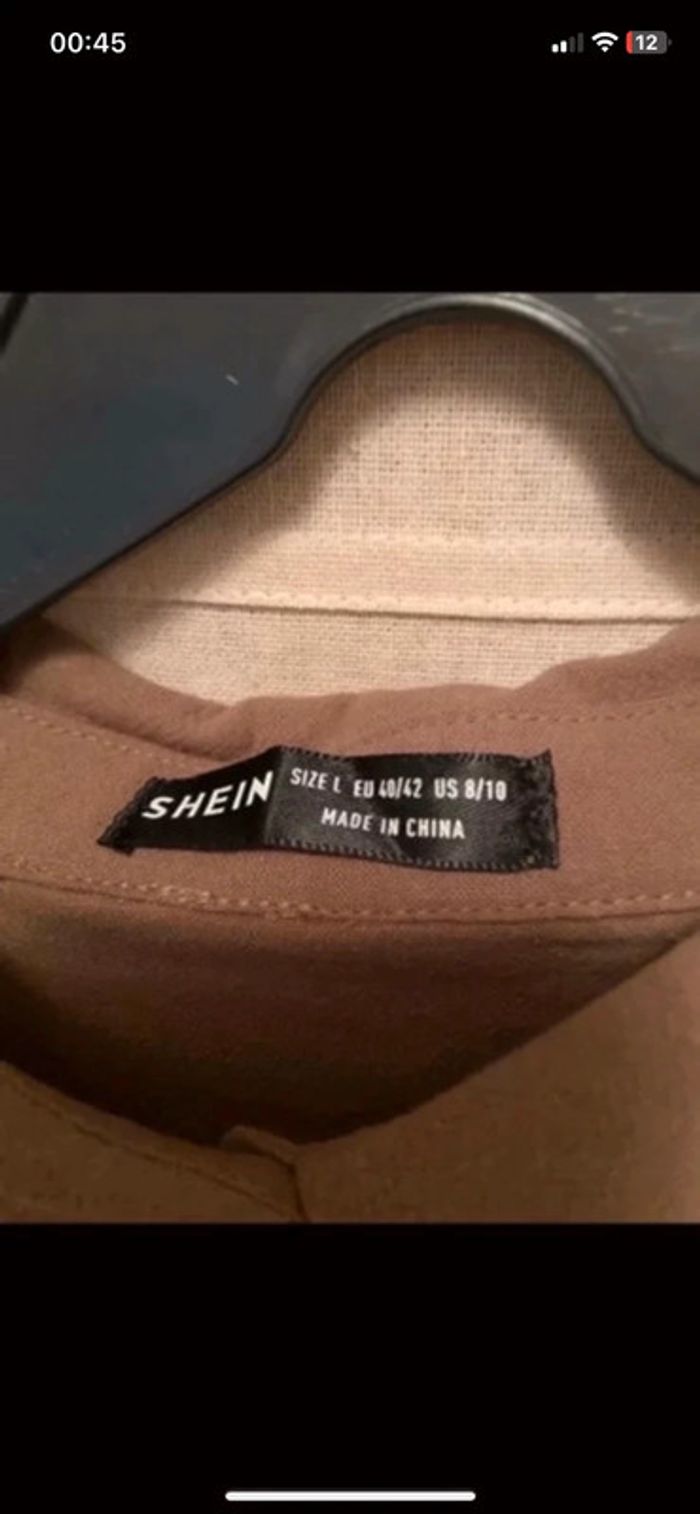 00:45
12
SHEIN
SIZE L EU 40/42 US 8/10
MADE IN CHINA